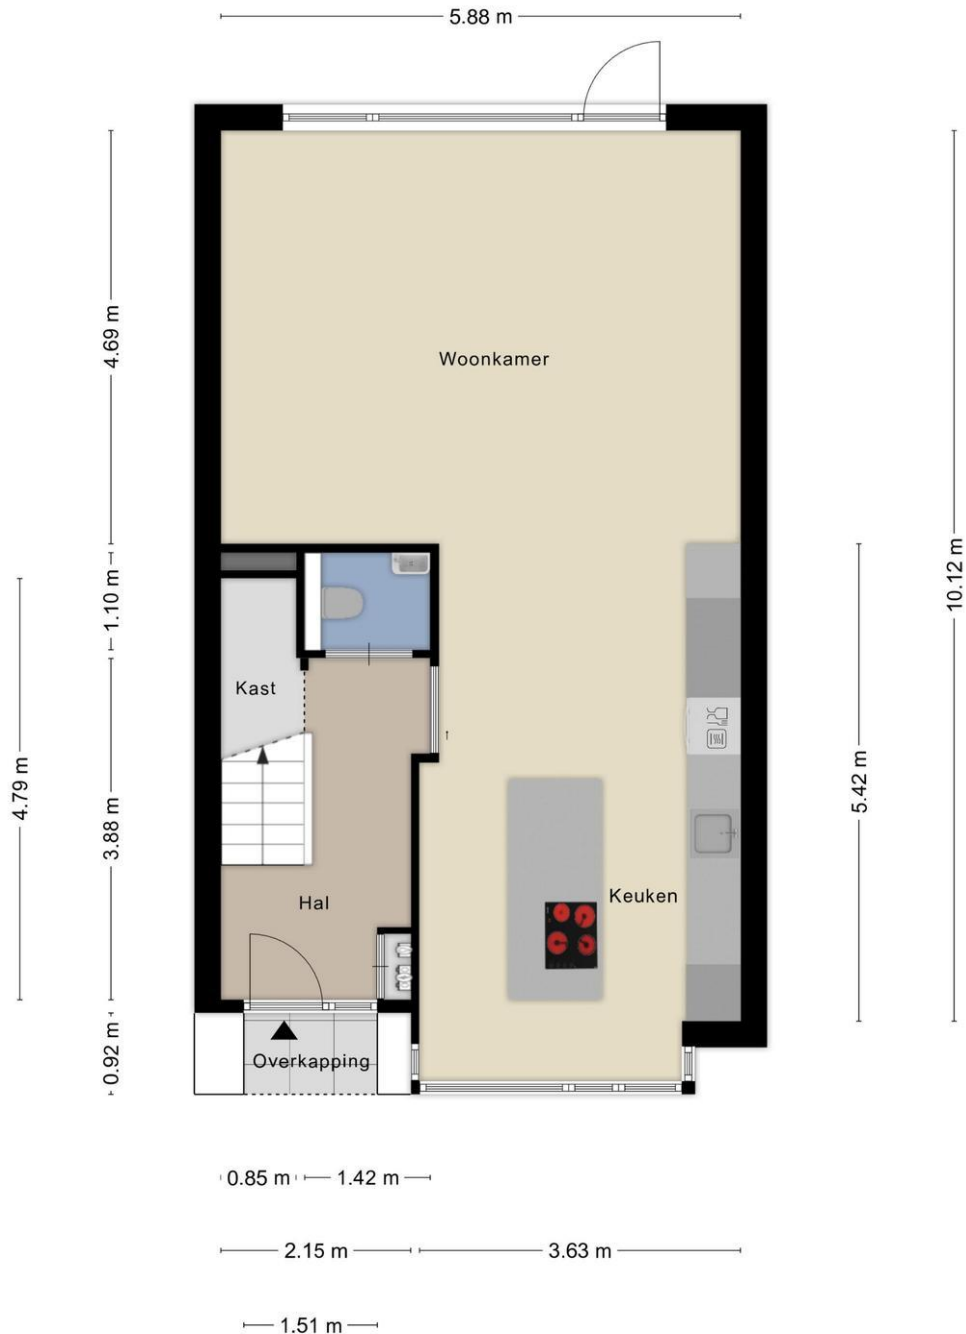 5.88 m
4.69 m
Woonkamer
10.12 m
1.10 m
Kast
4.79 m
3.88 m
5.42 m
Keuken
Hal
0.92 m
Overkapping
0.85 m
1.42 m
2.15 m
3.63 m
1.51 m